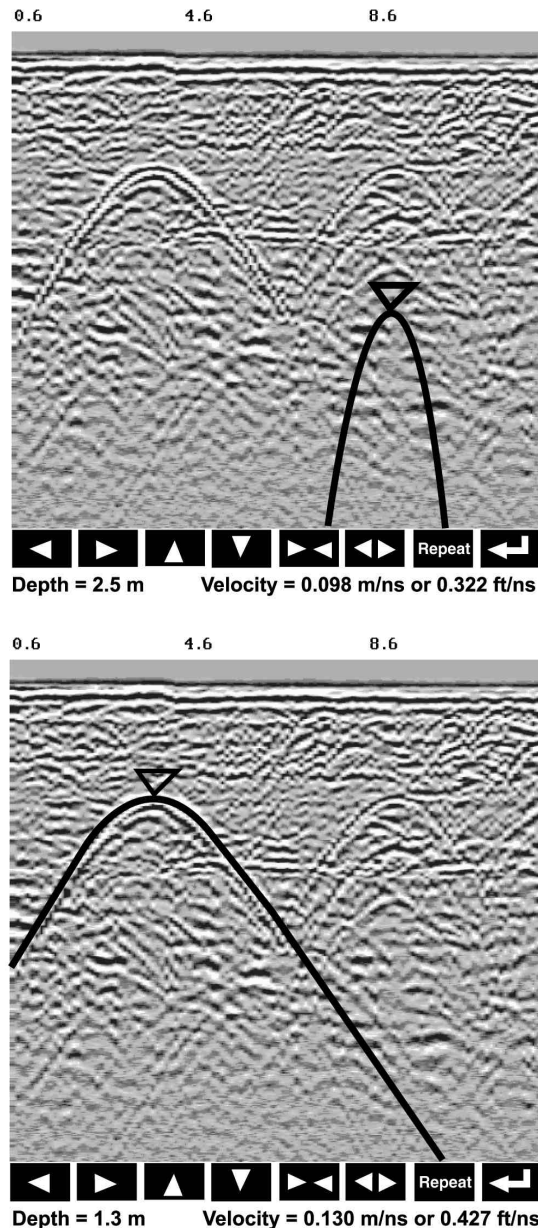 0.6 4.6 8.6
Repeat
Depth = 2.5 m Velocity = 0.098 m/ns or 0.322 ft/ns
0.6 4.6 8.6
Repeat
Depth = 1.3 m Velocity = 0.130 m/ns or 0.427 ft/ns